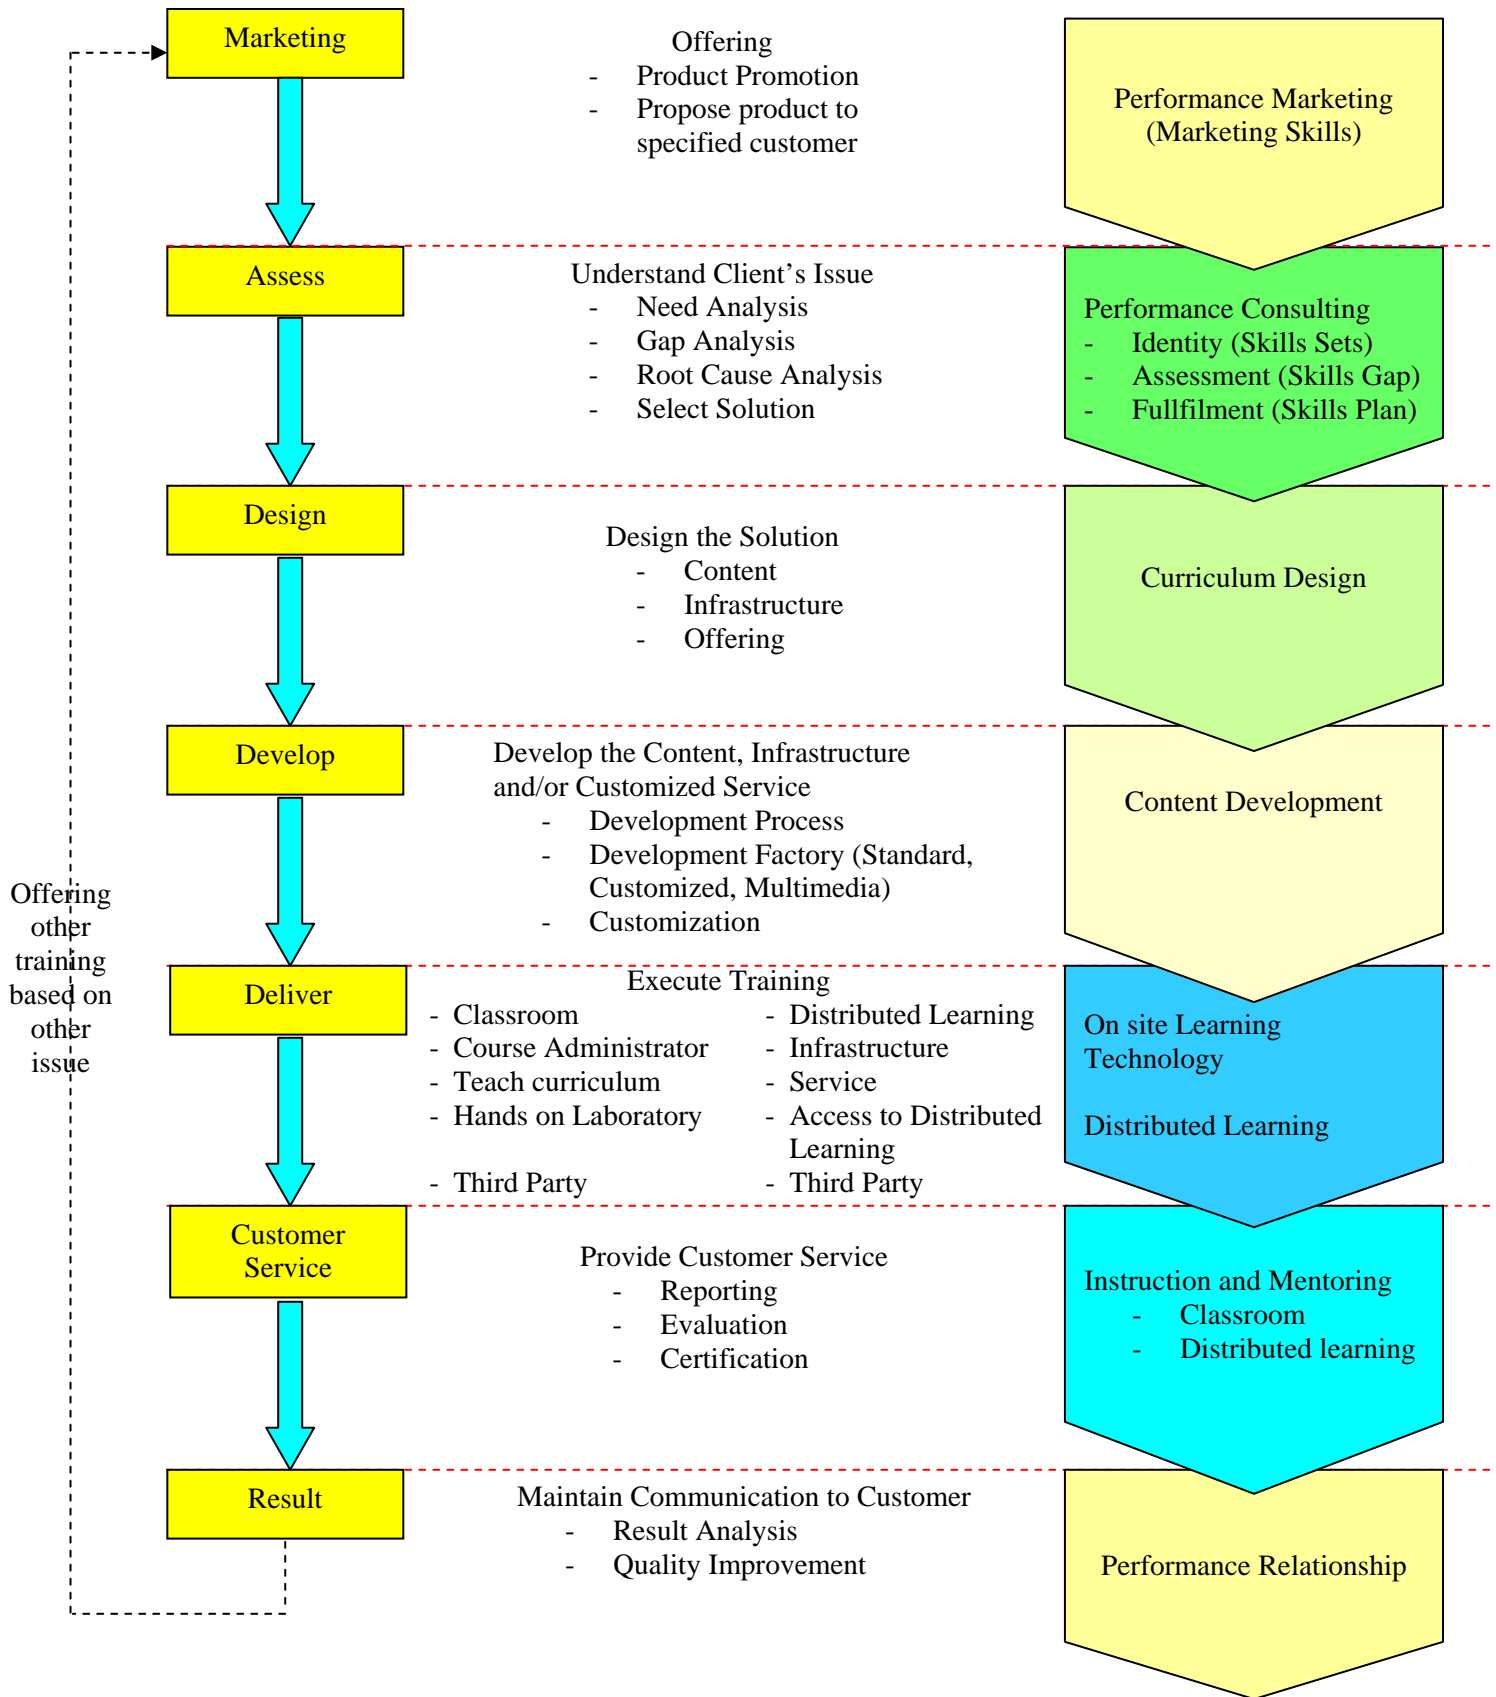 Marketing
Offering
- Product Promotion
- Propose product to
specified customer
Performance Marketing
(Marketing Skills)
Assess
Understand Client’s Issue
- Need Analysis
- Gap Analysis
- Root Cause Analysis
- Select Solution
Performance Consulting
- Identity (Skills Sets)
- Assessment (Skills Gap)
- Fullfilment (Skills Plan)
Design
Design the Solution
- Content
- Infrastructure
- Offering
Curriculum Design
Develop
Develop the Content, Infrastructure
and/or Customized Service
- Development Process
- Development Factory (Standard,
Customized, Multimedia)
- Customization
Content Development
Offering
other
training
based on
other
issue
Deliver
Execute Training
- Classroom
- Course Administrator
- Teach curriculum
- Hands on Laboratory
- Third Party
- Distributed Learning
- Infrastructure
- Service
- Access to Distributed
Learning
- Third Party
On site Learning
Technology
Distributed Learning
Customer
Service
Provide Customer Service
- Reporting
- Evaluation
- Certification
Instruction and Mentoring
- Classroom
- Distributed learning
Result
Maintain Communication to Customer
- Result Analysis
- Quality Improvement
Performance Relationship